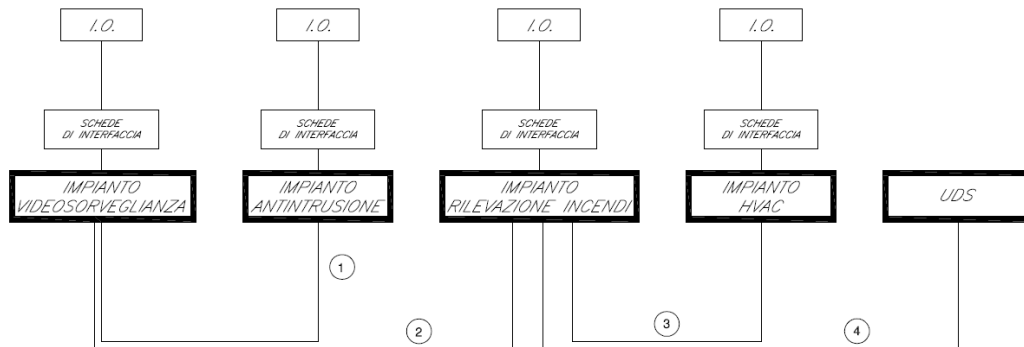 I.O.
I.O.
I.O.
I.O.
SCHEDE
DI INTERFACCIA
SCHEDE
DI INTERFACCIA
SCHEDE
DI INTERFACCIA
SCHEDE
DI INTERFACCIA
IMPIANTO
VIDEOSORVEGLIANZA
IMPIANTO
ANTINTRUSIONE
IMPIANTO
RILEVAZIONE INCENDI
IMPIANTO
HVAC
UDS
1
2
3
4